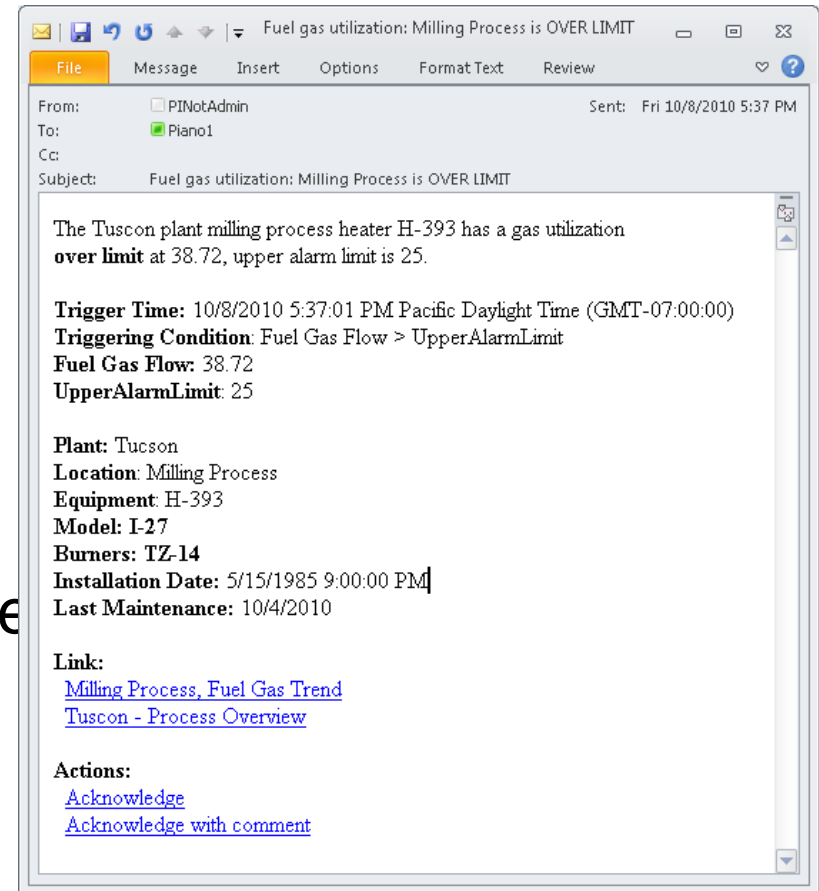 Fuel gas utilization: Milling Process is OVER LIMIT
File Message Insert Options Format Text Review
From: PINotAdmin Sent: Fri 10/8/2010 5:37 PM
To: Piano1
Cc:
Subject: Fuel gas utilization: Milling Process is OVER LIMIT
The Tuscon plant milling process heater H-393 has a gas utilization
over limit at 38.72, upper alarm limit is 25.
Trigger Time: 10/8/2010 5:37:01 PM Pacific Daylight Time (GMT-07:00:00)
Triggering Condition: Fuel Gas Flow > UpperAlarmLimit
Fuel Gas Flow: 38.72
UpperAlarmLimit: 25
Plant: Tucson
Location: Milling Process
Equipment: H-393
Model: I-27
Burners: TZ-14
Installation Date: 5/15/1985 9:00:00 PM
e
Last Maintenance: 10/4/2010
Link:
Milling Process, Fuel Gas Trend
Tuscon - Process Overview
Actions:
Acknowledge
Acknowledge with comment